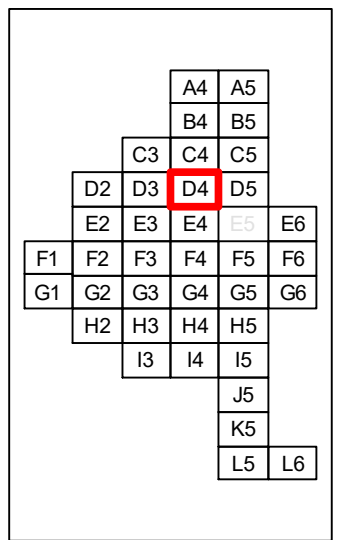 A4 A5
B4 B5
C3 C4 C5
D2 D3 D4 D5
E2 E3 E4 E5 E6
F1 F2 F3 F4 F5 F6
G1 G2 G3 G4 G5 G6
H2 H3 H4 H5
I3 I4 I5
J5
K5
L5 L6